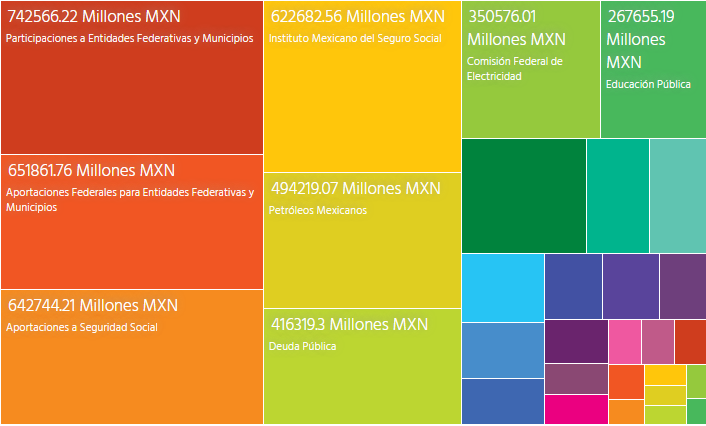 742566.22 Millones MXN
Participaciones a Entidades Federativas y Municipios
651861.76 Millones MXN
Aportaciones Federales para Entidades Federativas y
Municipios
642744.21 Millones MXN
Aportaciones a Seguridad Social
622682.56 Millones MXN
Instituto Mexicano del Seguro Social
494219.07 Millones MXN
Petróleos Mexicanos
416319.3 Millones MXN
Deuda Pública
350576.01
Millones MXN
Comisión Federal de
Electricidad
267655.19
Millones
MXN
Educación Pública